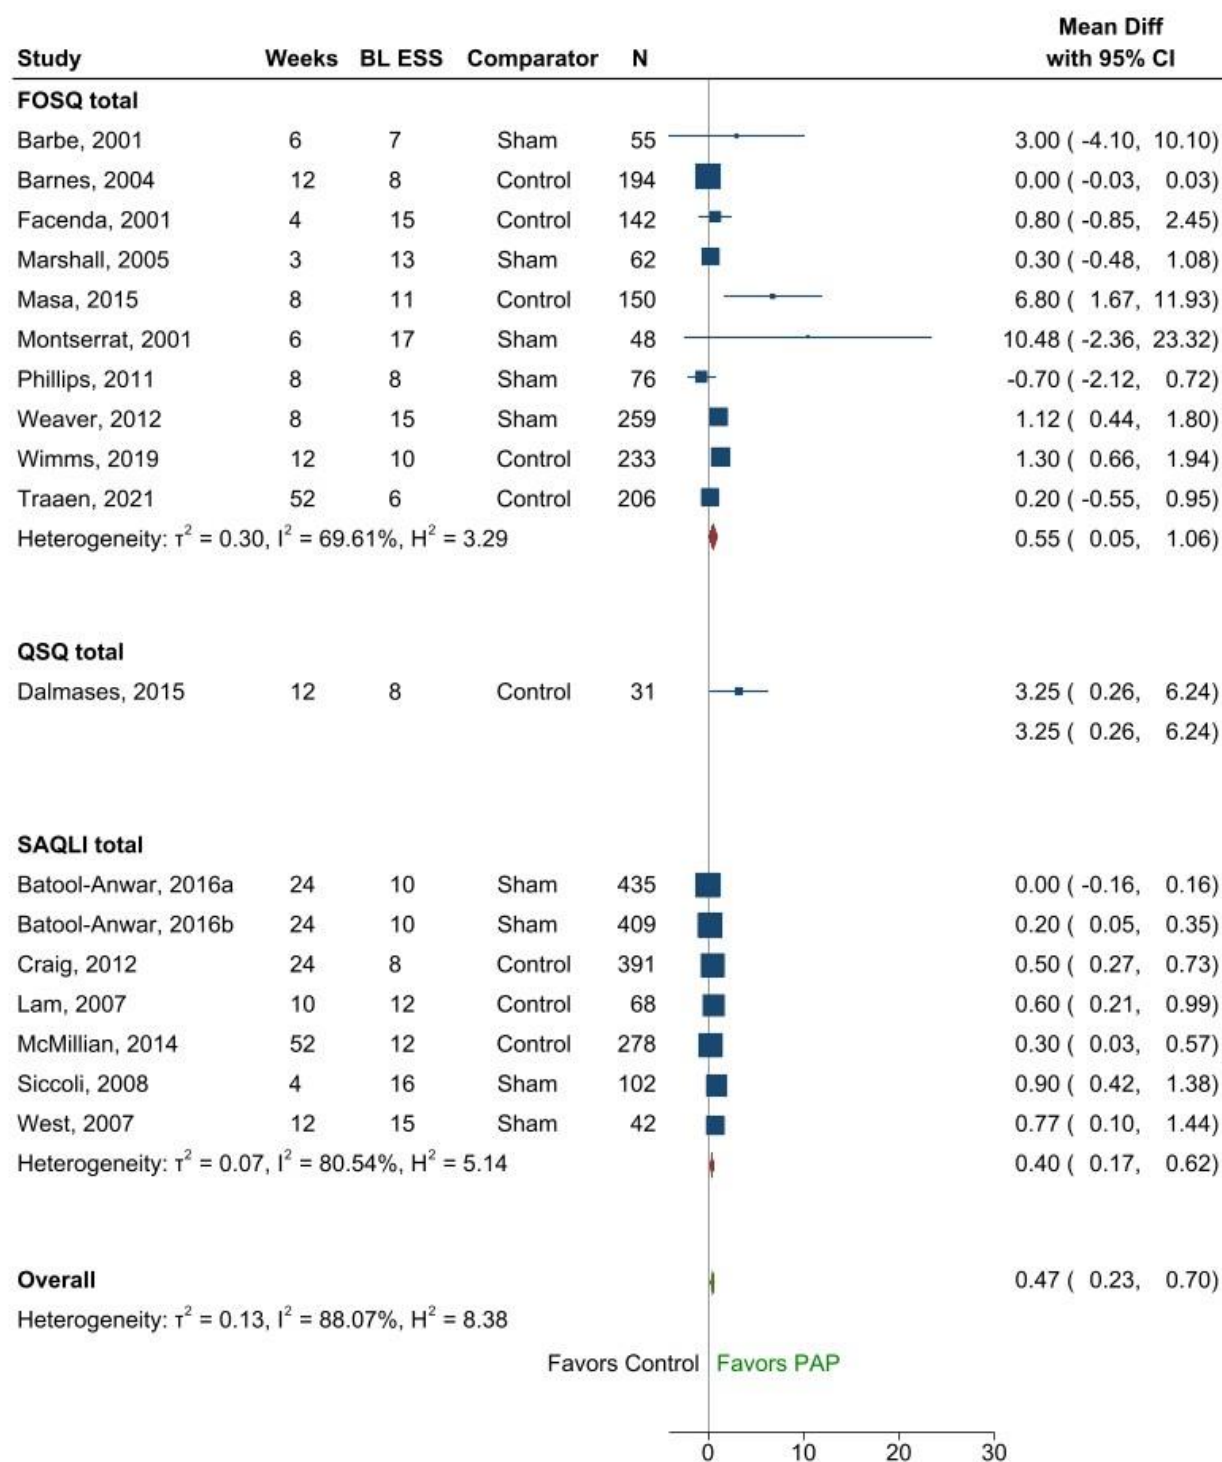 Mean Diff
Study Weeks BL ESS Comparator N with 95% CI
FOSQ total
Barbe, 2001 6 7 Sham 55 3.00 ( -4.10, 10.10)
Barnes, 2004 12 8 Control 194 0.00 ( -0.03, 0.03)
Facenda, 2001 4 15 Control 142 0.80 ( -0.85, 2.45)
Marshall, 2005 3 13 Sham 62 0.30 ( -0.48, 1.08)
Masa, 2015 8 11 Control 150 6.80 ( 1.67, 11.93)
Montserrat, 2001 6 17 Sham 48 10.48 ( -2.36, 23.32)
Phillips, 2011 8 8 Sham 76 -0.70 ( -2.12, 0.72)
Weaver, 2012 8 15 Sham 259 1.12 ( 0.44, 1.80)
Wimms, 2019 12 10 Control 233 1.30 ( 0.66, 1.94)
Traaen, 2021 52 6 Control 206 0.20 ( -0.55, 0.95)
Heterogeneity: τ² = 0.30, I² = 69.61%, H² = 3.29 0.55 ( 0.05, 1.06)
QSQ total
Dalmases, 2015 12 8 Control 31 3.25 ( 0.26, 6.24)
3.25 ( 0.26, 6.24)
SAQLI total
Batool-Anwar, 2016a 24 10 Sham 435 0.00 ( -0.16, 0.16)
Batool-Anwar, 2016b 24 10 Sham 409 0.20 ( 0.05, 0.35)
Craig, 2012 24 8 Control 391 0.50 ( 0.27, 0.73)
Lam, 2007 10 12 Control 68 0.60 ( 0.21, 0.99)
McMillian, 2014 52 12 Control 278 0.30 ( 0.03, 0.57)
Siccoli, 2008 4 16 Sham 102 0.90 ( 0.42, 1.38)
West, 2007 12 15 Sham 42 0.77 ( 0.10, 1.44)
Heterogeneity: τ² = 0.07, I² = 80.54%, H² = 5.14 0.40 ( 0.17, 0.62)
Overall 0.47 ( 0.23, 0.70)
Heterogeneity: τ² = 0.13, I² = 88.07%, H² = 8.38
Favors Control Favors PAP
0 10 20 30